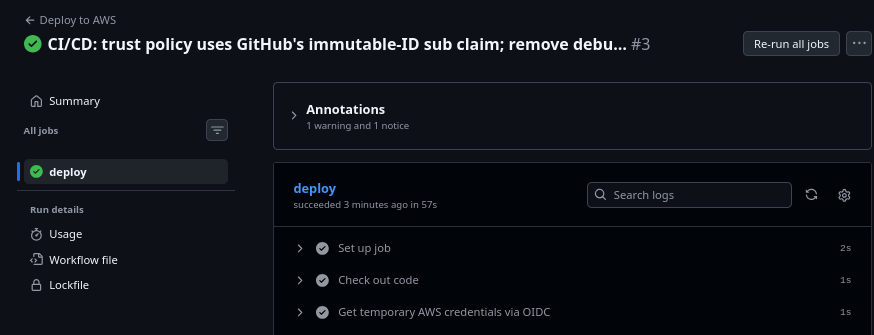 ← Deploy to AWS
CI/CD: trust policy uses GitHub's immutable-ID sub claim; remove debu... #3
Re-run all jobs
...
Summary
All jobs
deploy
Run details
Usage
Workflow file
Lockfile
Annotations
1 warning and 1 notice
deploy
succeeded 3 minutes ago in 57s
Search logs
Set up job 2s
Check out code 1s
Get temporary AWS credentials via OIDC 1s